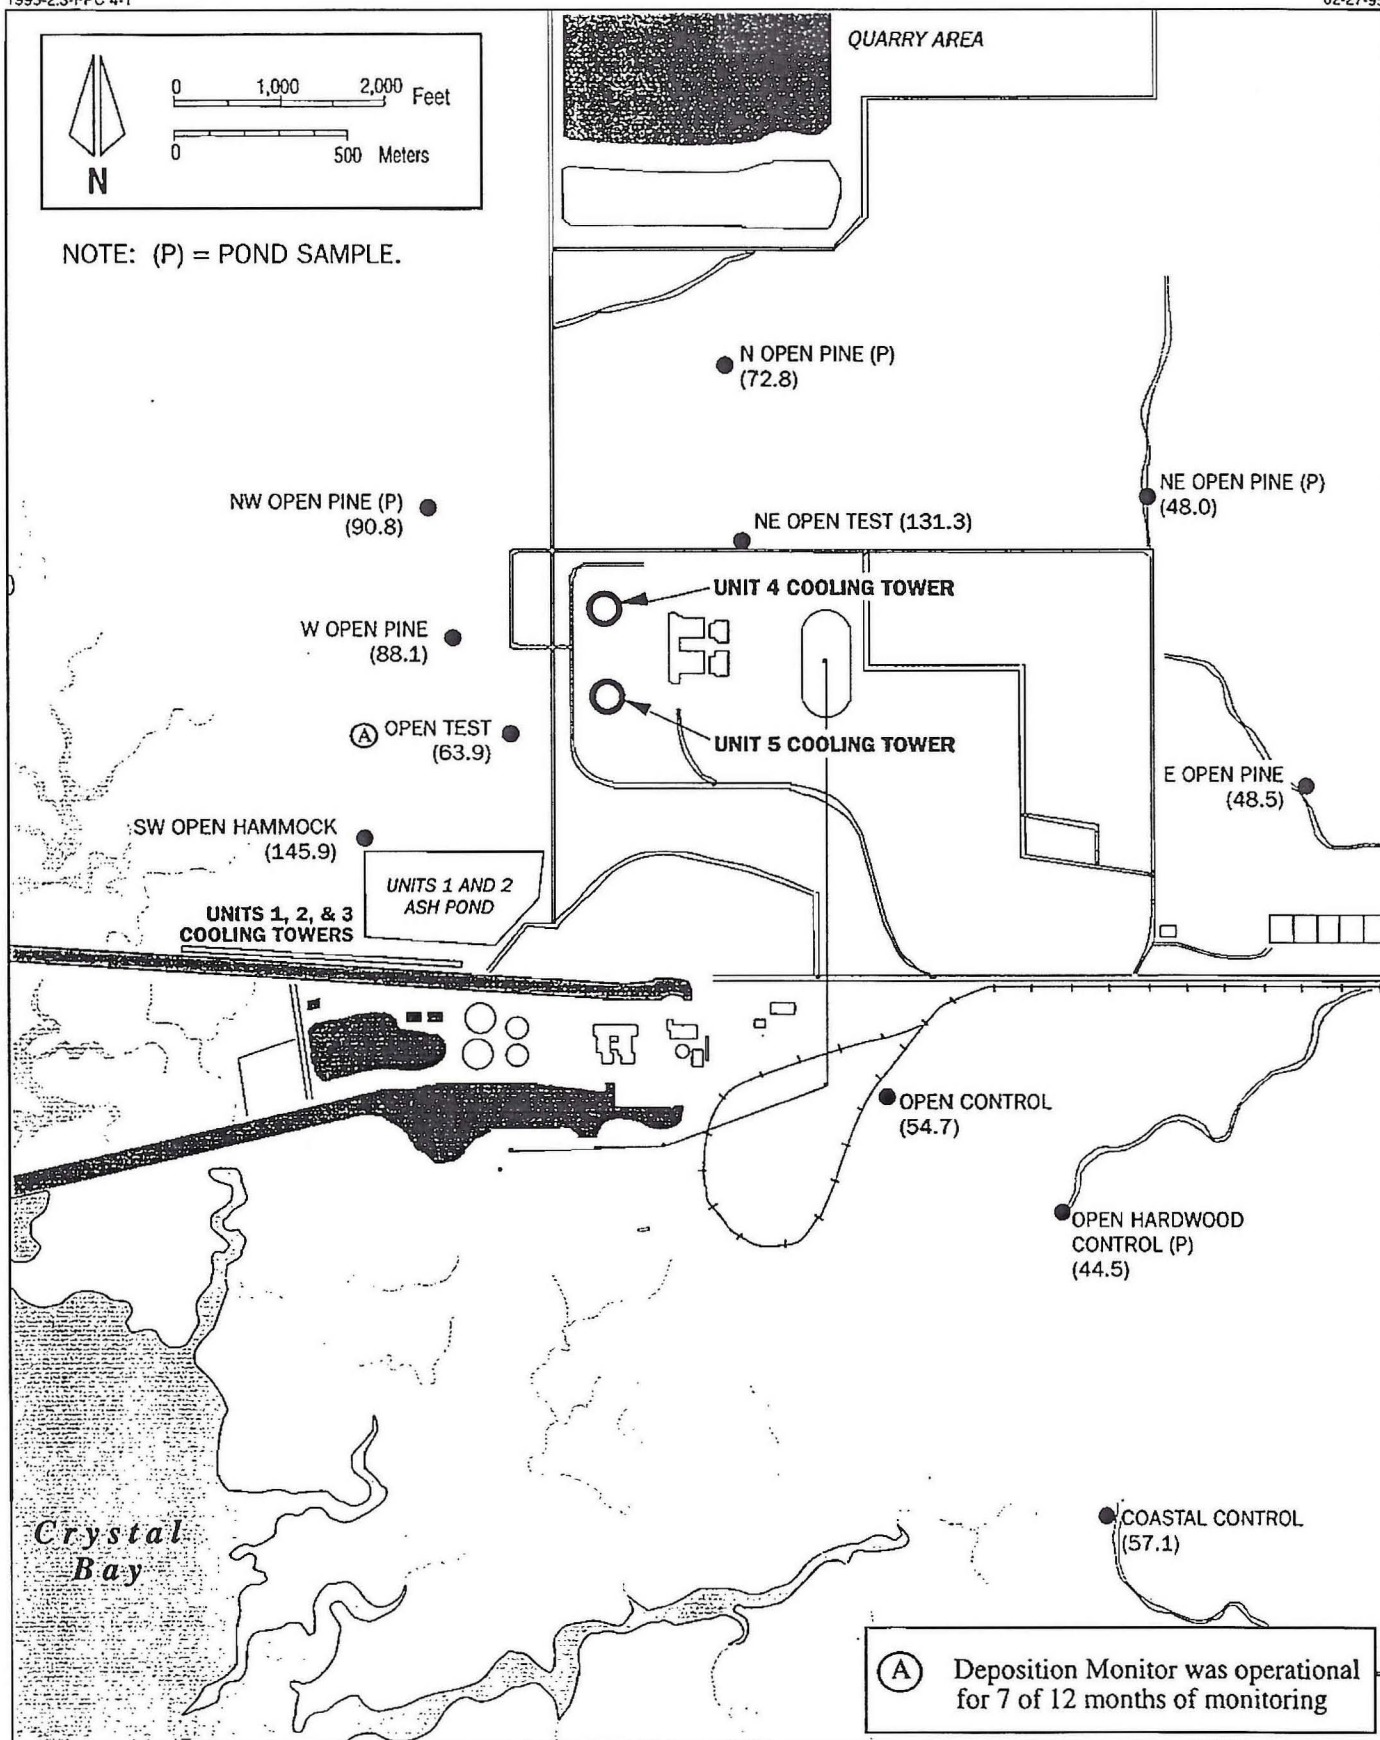 QUARRY AREA
0 1,000 2,000 Feet
0 500 Meters
N
NOTE: (P) = POND SAMPLE.
N OPEN PINE (P)
(72.8)
NW OPEN PINE (P)
(90.8)
NE OPEN PINE (P)
(48.0)
NE OPEN TEST (131.3)
UNIT 4 COOLING TOWER
W OPEN PINE
(88.1)
A OPEN TEST
(63.9)
UNIT 5 COOLING TOWER
E OPEN PINE
(48.5)
SW OPEN HAMMOCK
(145.9)
UNITS 1 AND 2
ASH POND
UNITS 1, 2, & 3
COOLING TOWERS
OPEN CONTROL
(54.7)
OPEN HARDWOOD
CONTROL (P)
(44.5)
Crystal
Bay
COASTAL CONTROL
(57.1)
A Deposition Monitor was operational
for 7 of 12 months of monitoring